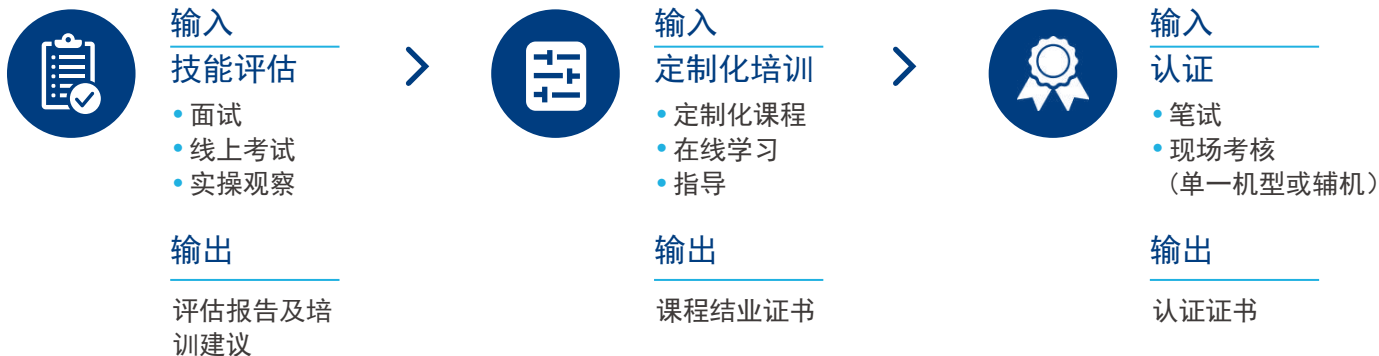 输入
技能评估
• 面试
• 线上考试
• 实操观察
输出
评估报告及培
训建议
输入
定制化培训
• 定制化课程
• 在线学习
• 指导
输出
课程结业证书
输入
认证
• 笔试
• 现场考核
（单一机型或辅机）
输出
认证证书